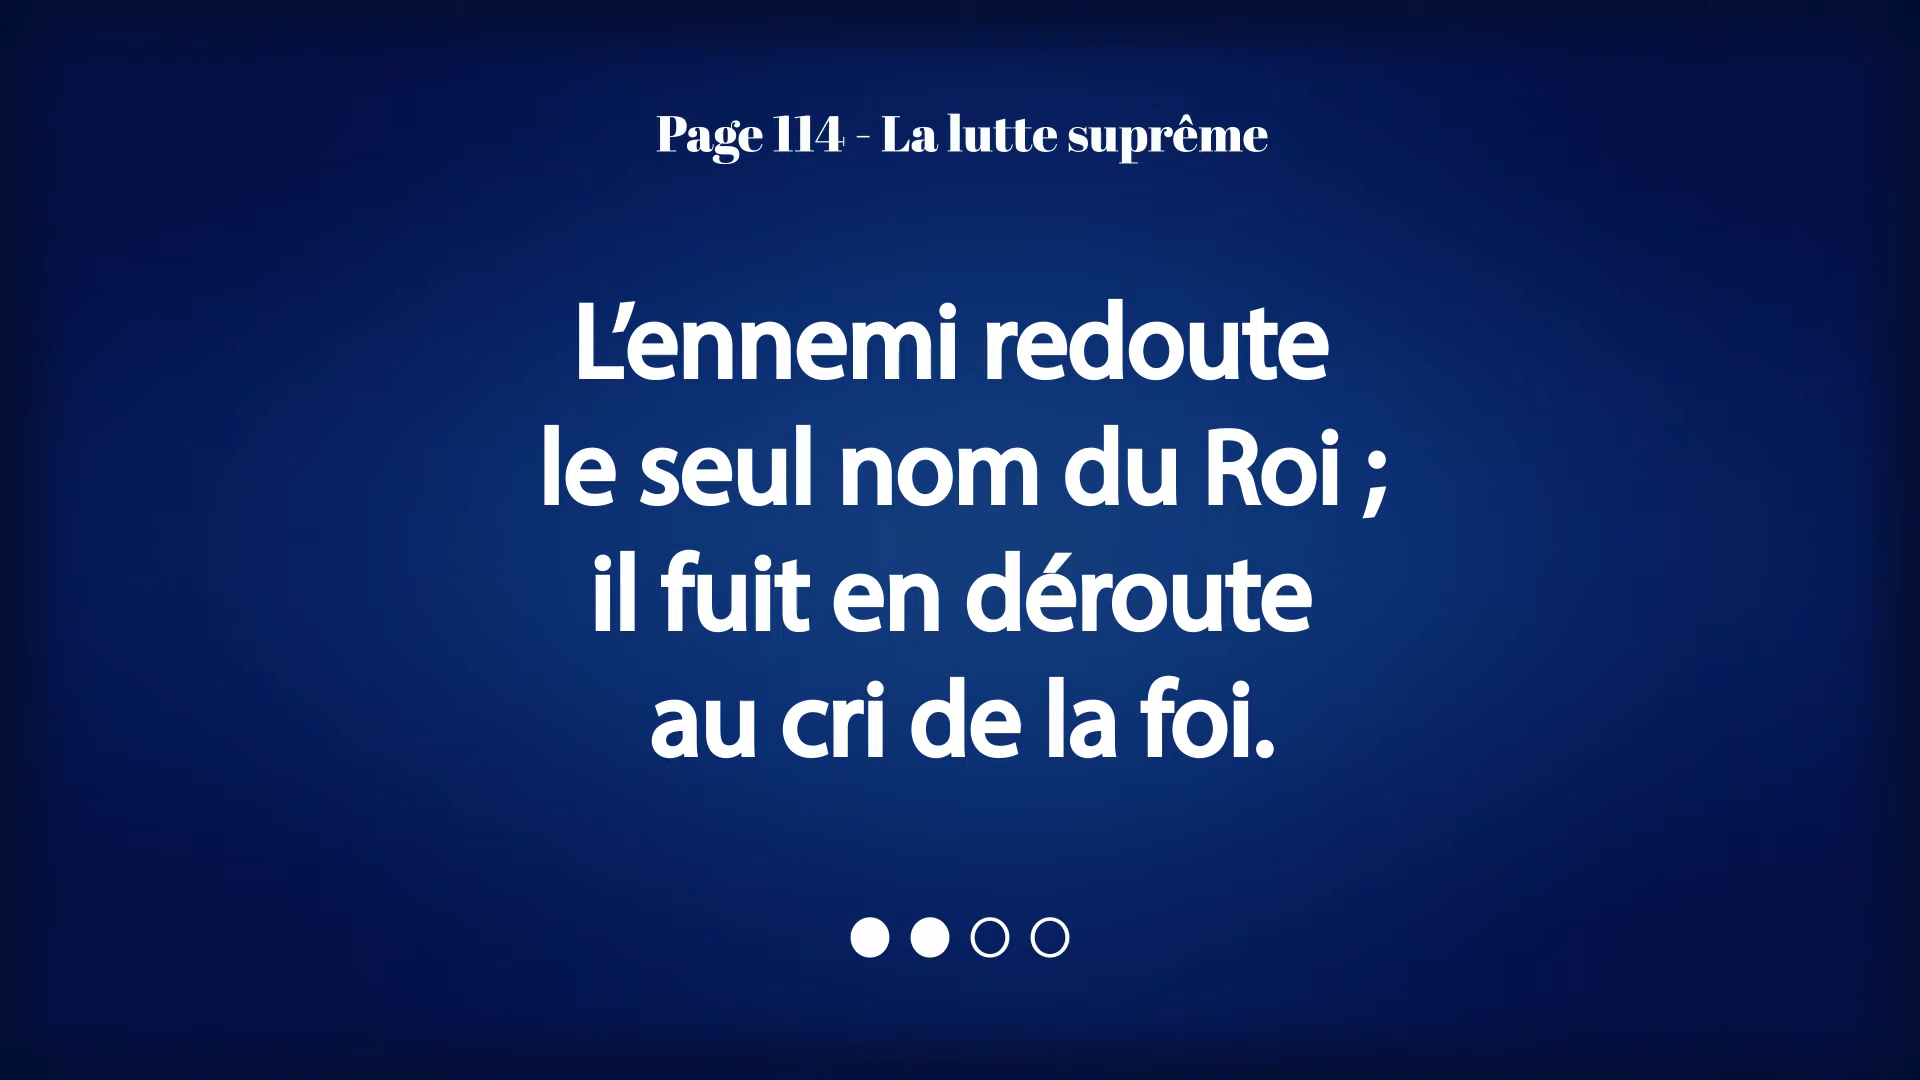 Page 114 - La lutte suprême
L’ennemi redoute
le seul nom du Roi ;
il fuit en déroute
au cri de la foi.